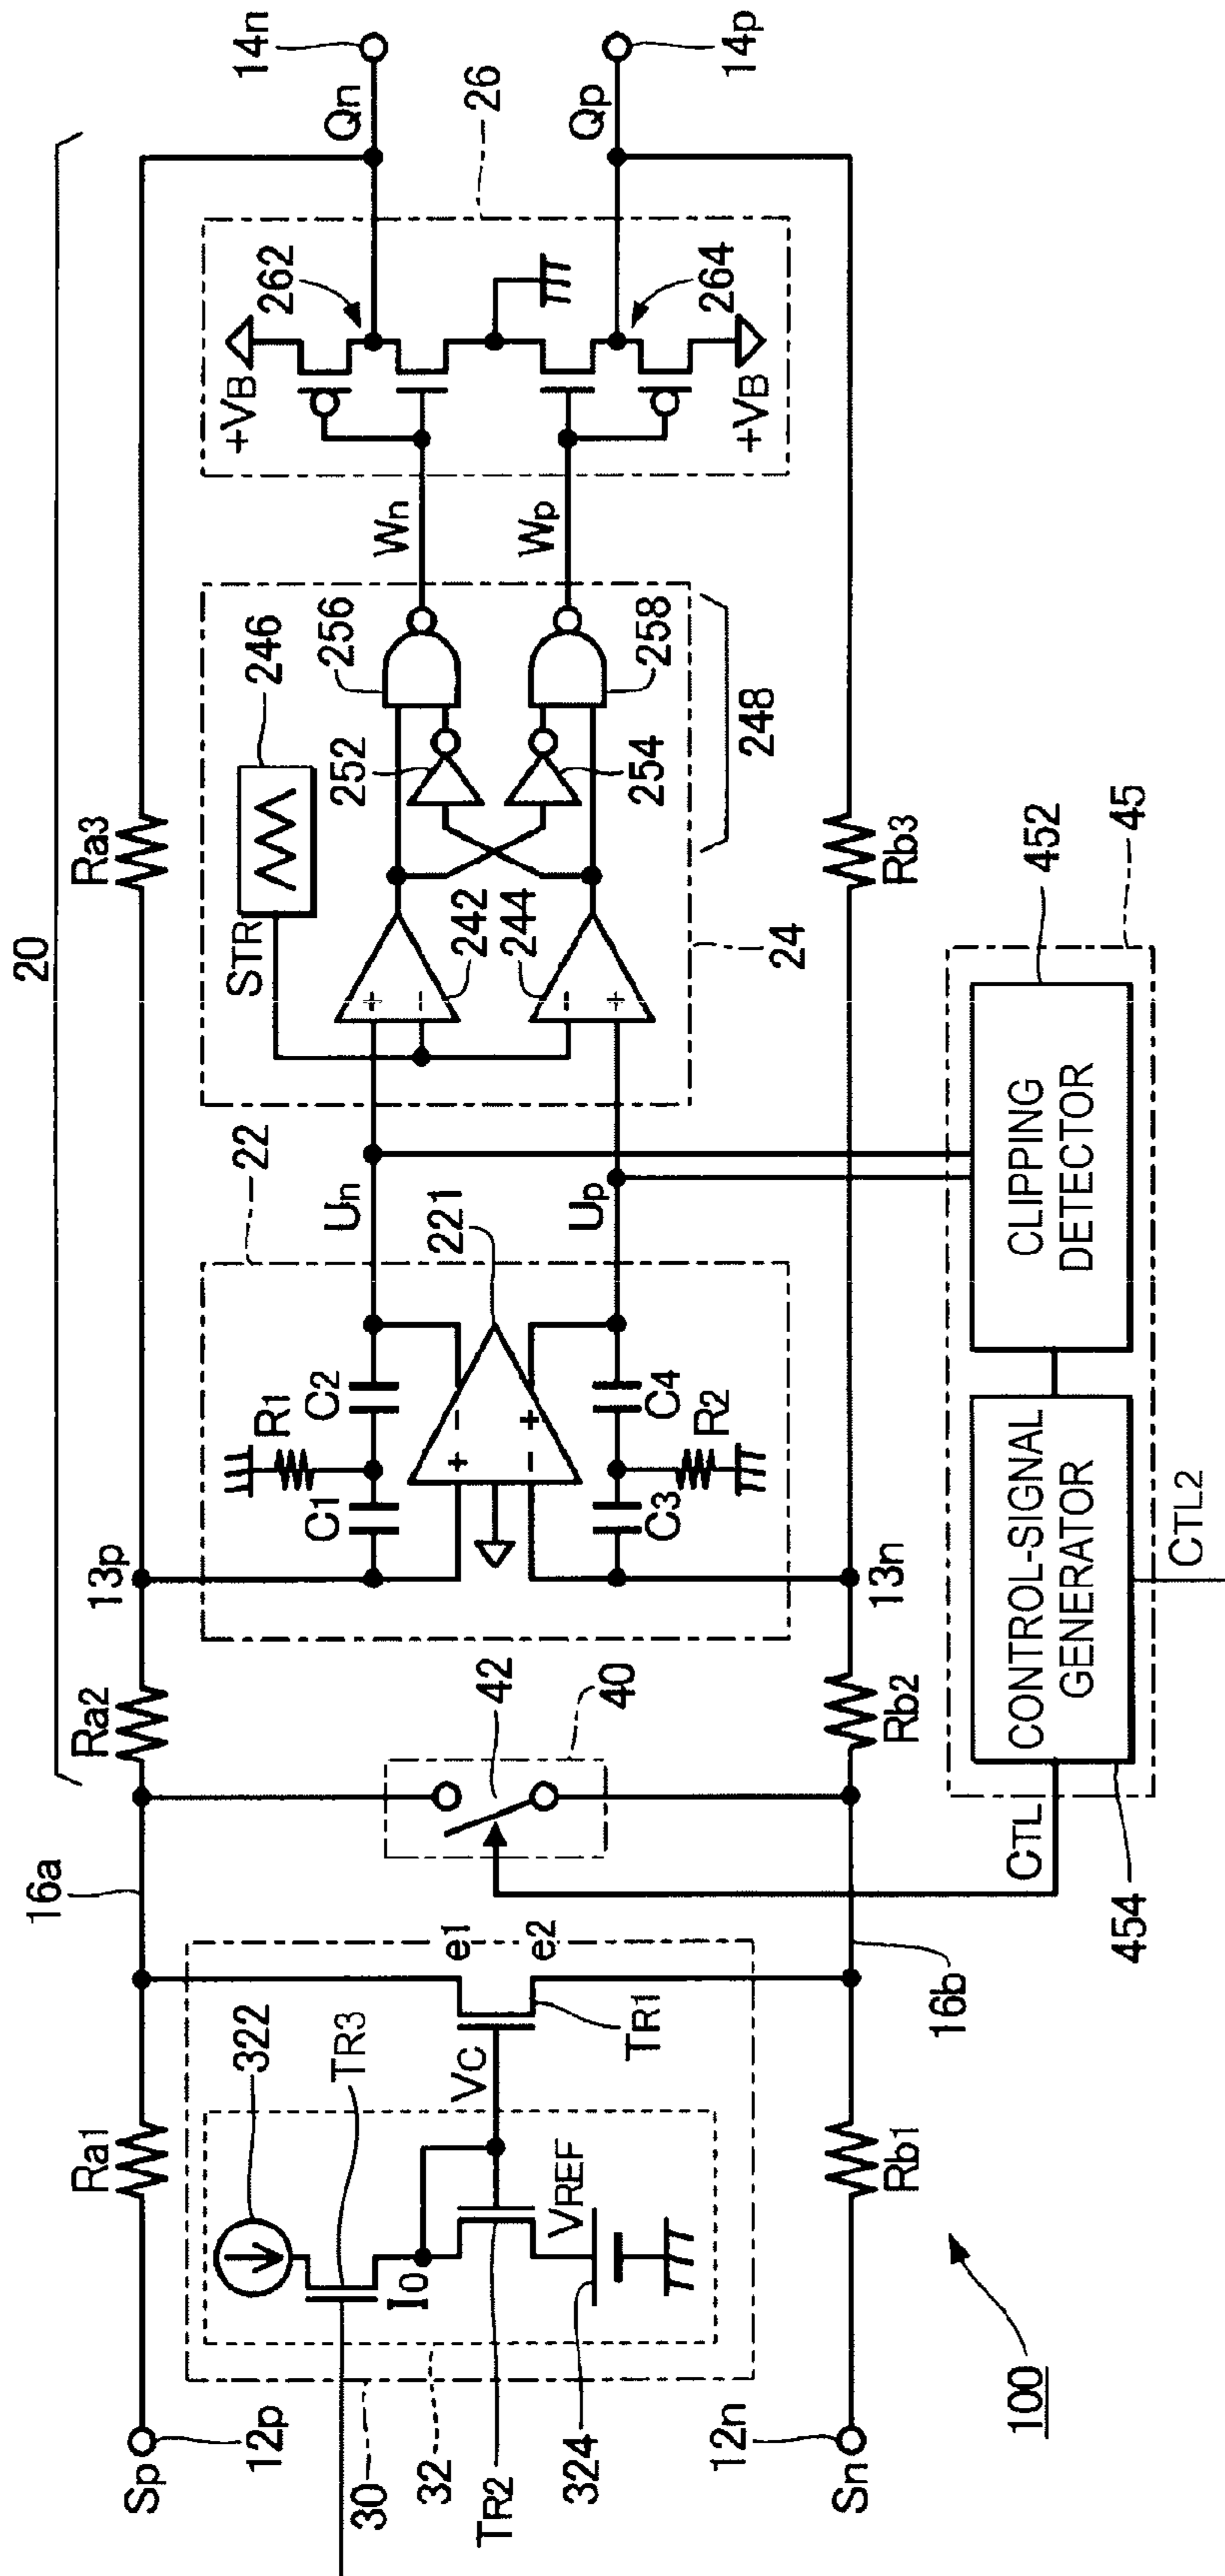 20
Sp
12p
Ra1
16a
Ra2
13p
Ra3
Qn
14n
30
32
322
TR3
I0
TR2
324
VREF
VC
e1
e2
TR1
42
40
22
R1
C1
C2
221
C3
C4
R2
Un
Up
STR
246
242
244
252
254
256
258
248
24
Wn
Wp
+VB
262
264
+VB
26
Qp
14p
Sn
12n
Rb1
16b
Rb2
13n
Rb3
CTL
454
CONTROL-SIGNAL
GENERATOR
CTL2
CLIPPING
DETECTOR
452
45
100
+
-
-
+
+
-
-
+